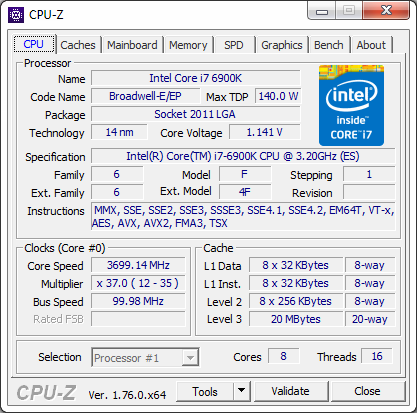 CPU-Z
CPU Caches Mainboard Memory SPD Graphics Bench About
Processor
Name Intel Core i7 6900K
Code Name Broadwell-E/EP Max TDP 140.0 W
Package Socket 2011 LGA
Technology 14 nm Core Voltage 1.141 V
intel
inside™
CORE™ i7
Specification Intel(R) Core(TM) i7-6900K CPU @ 3.20GHz (ES)
Family 6 Model F Stepping 1
Ext. Family 6 Ext. Model 4F Revision
Instructions MMX, SSE, SSE2, SSE3, SSSE3, SSE4.1, SSE4.2, EM64T, VT-x,
AES, AVX, AVX2, FMA3, TSX
Clocks (Core #0)
Core Speed 3699.14 MHz
Multiplier x 37.0 ( 12 - 35 )
Bus Speed 99.98 MHz
Rated FSB
Cache
L1 Data 8 x 32 KBytes 8-way
L1 Inst. 8 x 32 KBytes 8-way
Level 2 8 x 256 KBytes 8-way
Level 3 20 MBytes 20-way
Selection Processor #1 Cores 8 Threads 16
CPU-Z Ver. 1.76.0.x64 Tools Validate Close